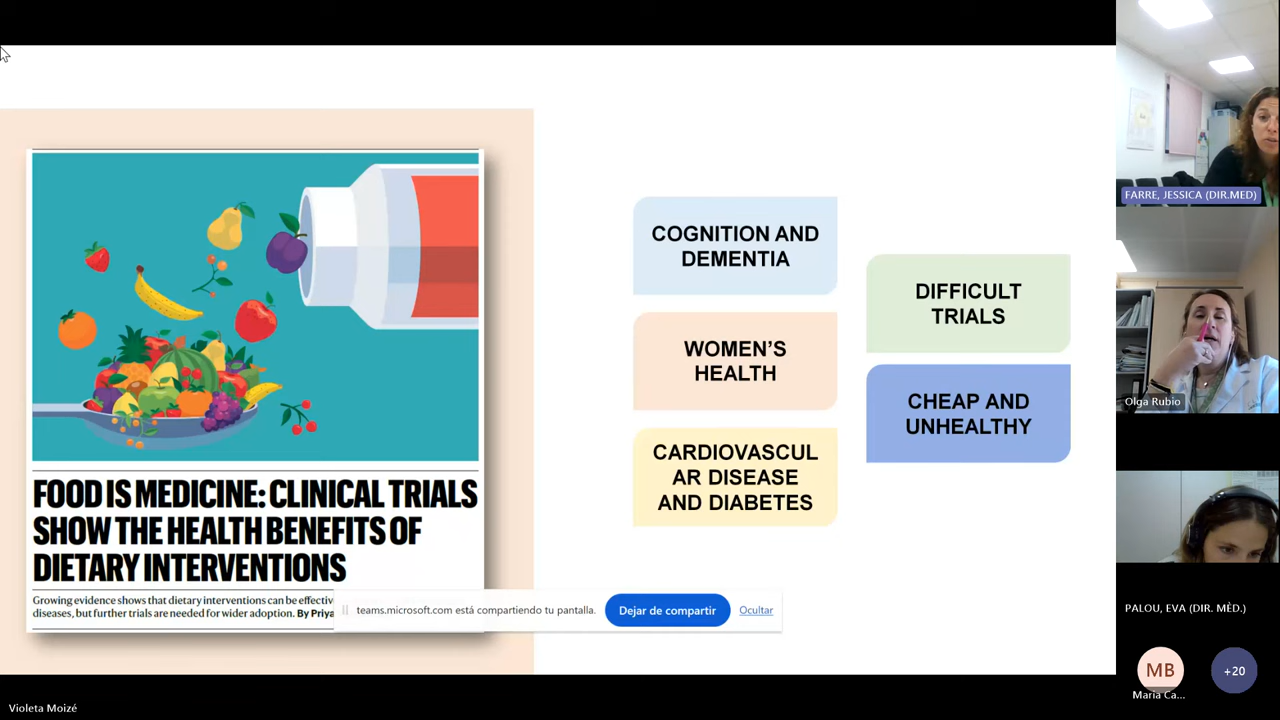 FOOD IS MEDICINE: CLINICAL TRIALS
SHOW THE HEALTH BENEFITS OF
DIETARY INTERVENTIONS
Growing evidence shows that dietary interventions can be effecti
diseases, but further trials are needed for wider adoption. By Priya
COGNITION AND
DEMENTIA
WOMEN'S
HEALTH
CARDIOVASCUL
AR DISEASE
AND DIABETES
DIFFICULT
TRIALS
CHEAP AND
UNHEALTHY
teams.microsoft.com está compartiendo tu pantalla.
Dejar de compartir
Ocultar
FARRE, JESSICA (DIR.MED)
Olga Rubio
PALOU, EVA (DIR. MÈD.)
MB
Maria Ca...
+20
Violeta Moizé